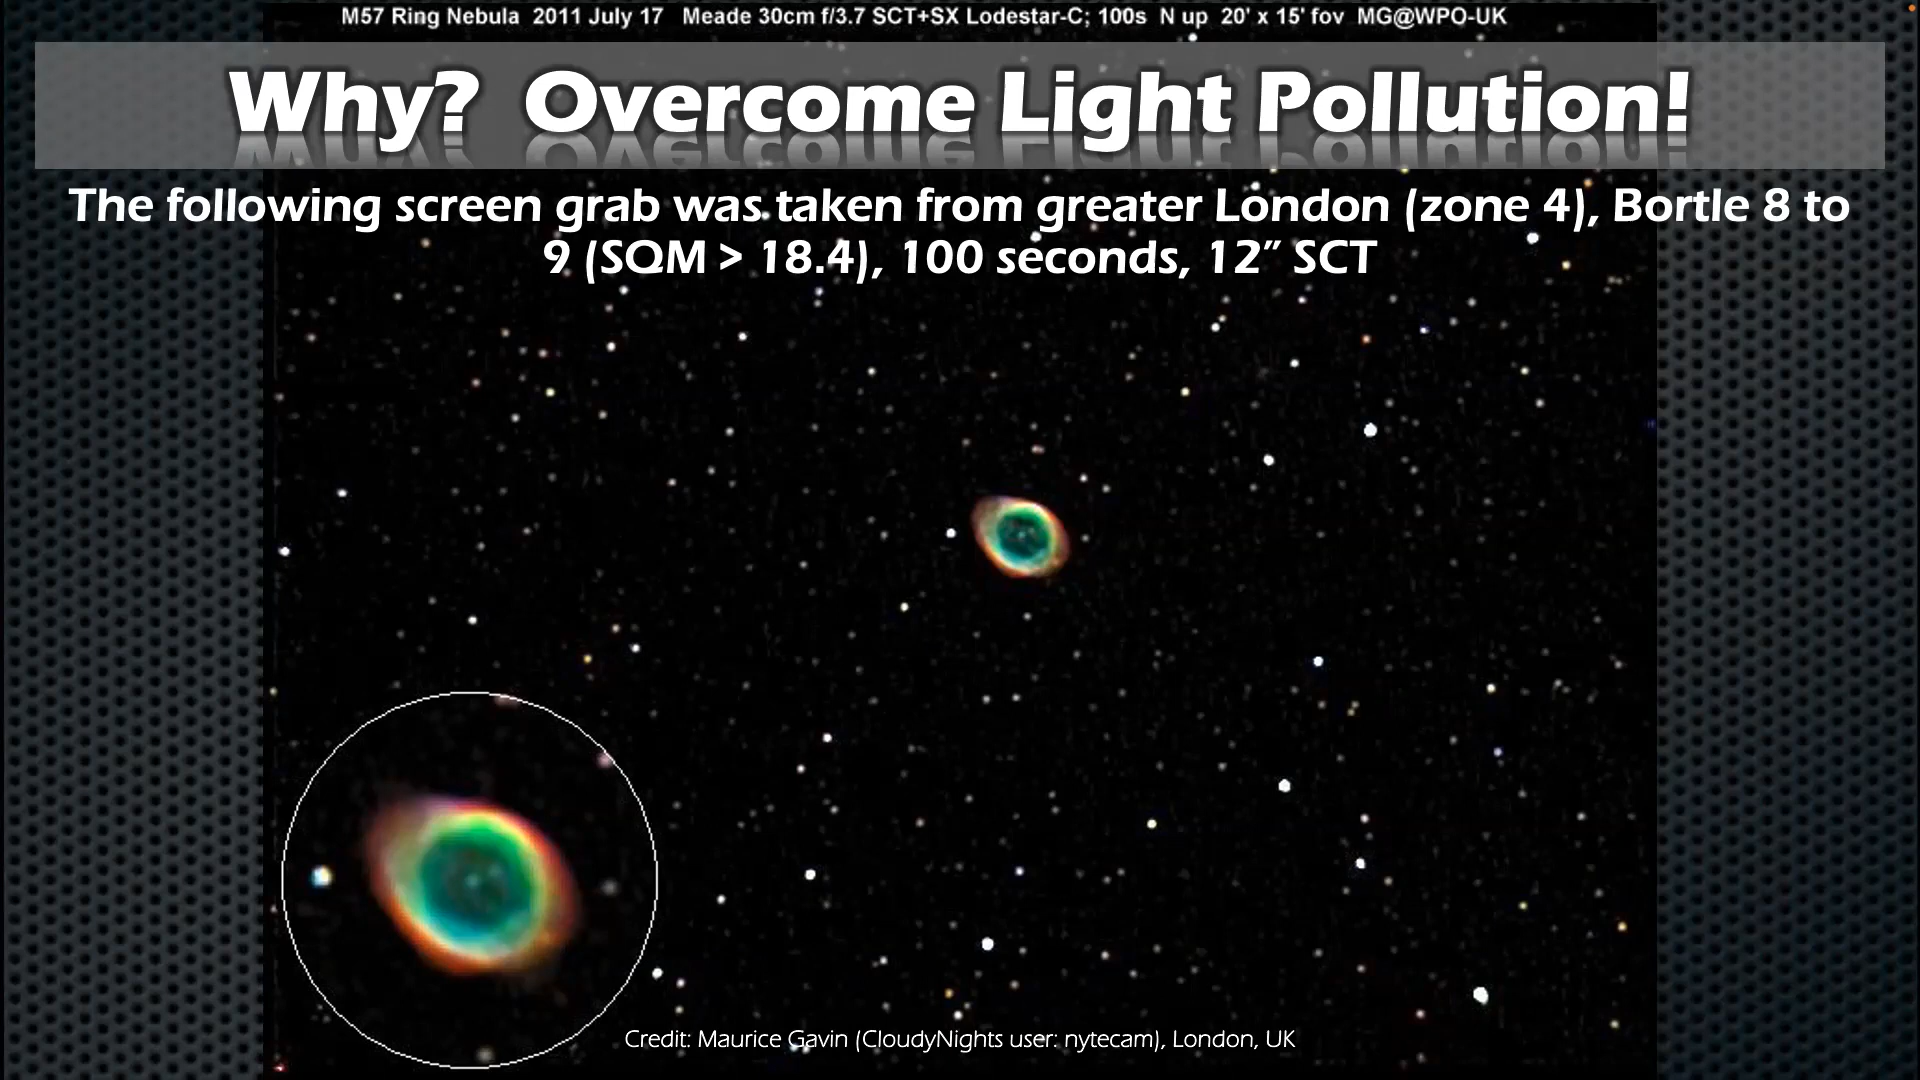 M57 Ring Nebula 2011 July 17 Meade 30cm f/3.7 SCT+SX Lodestar-C; 100s N up 20' x 15' fov MG@WPO-UK
Why? Overcome Light Pollution!
The following screen grab was taken from greater London (zone 4), Bortle 8 to
9 (SQM > 18.4), 100 seconds, 12″ SCT
Credit: Maurice Gavin (CloudyNights user: nytecam), London, UK